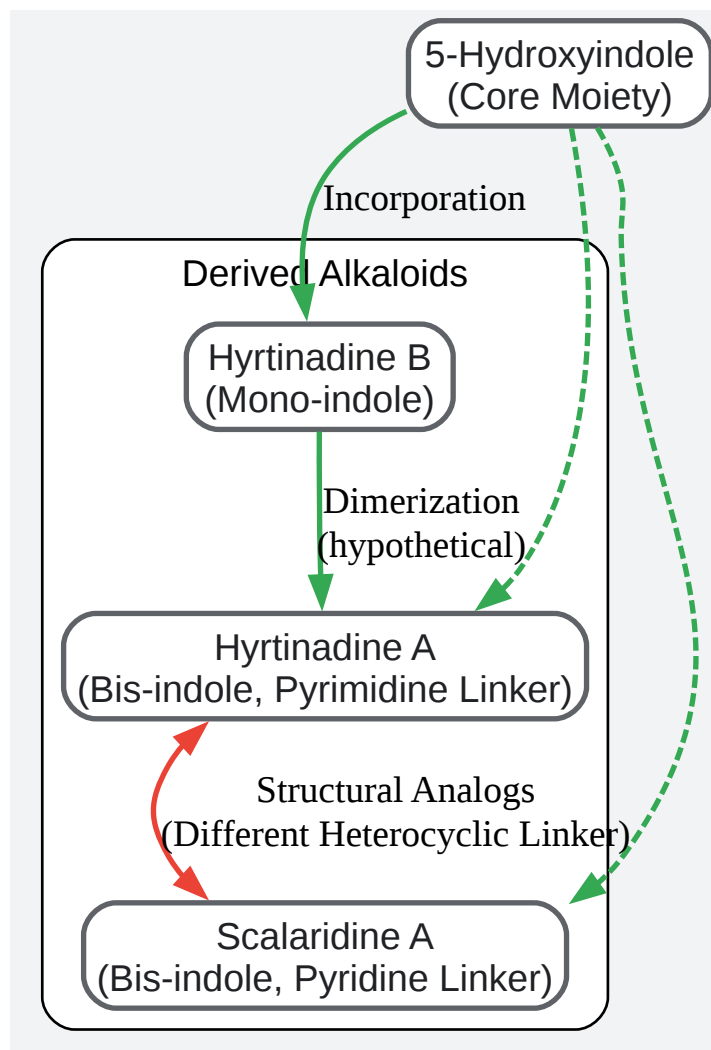 5-Hydroxyindole
(Core Moiety)
Incorporation
Derived Alkaloids
Hyrtinadine B
(Mono-indole)
Dimerization
(hypothetical)
Hyrtinadine A
(Bis-indole, Pyrimidine Linker)
Structural Analogs
(Different Heterocyclic Linker)
Scalaridine A
(Bis-indole, Pyridine Linker)